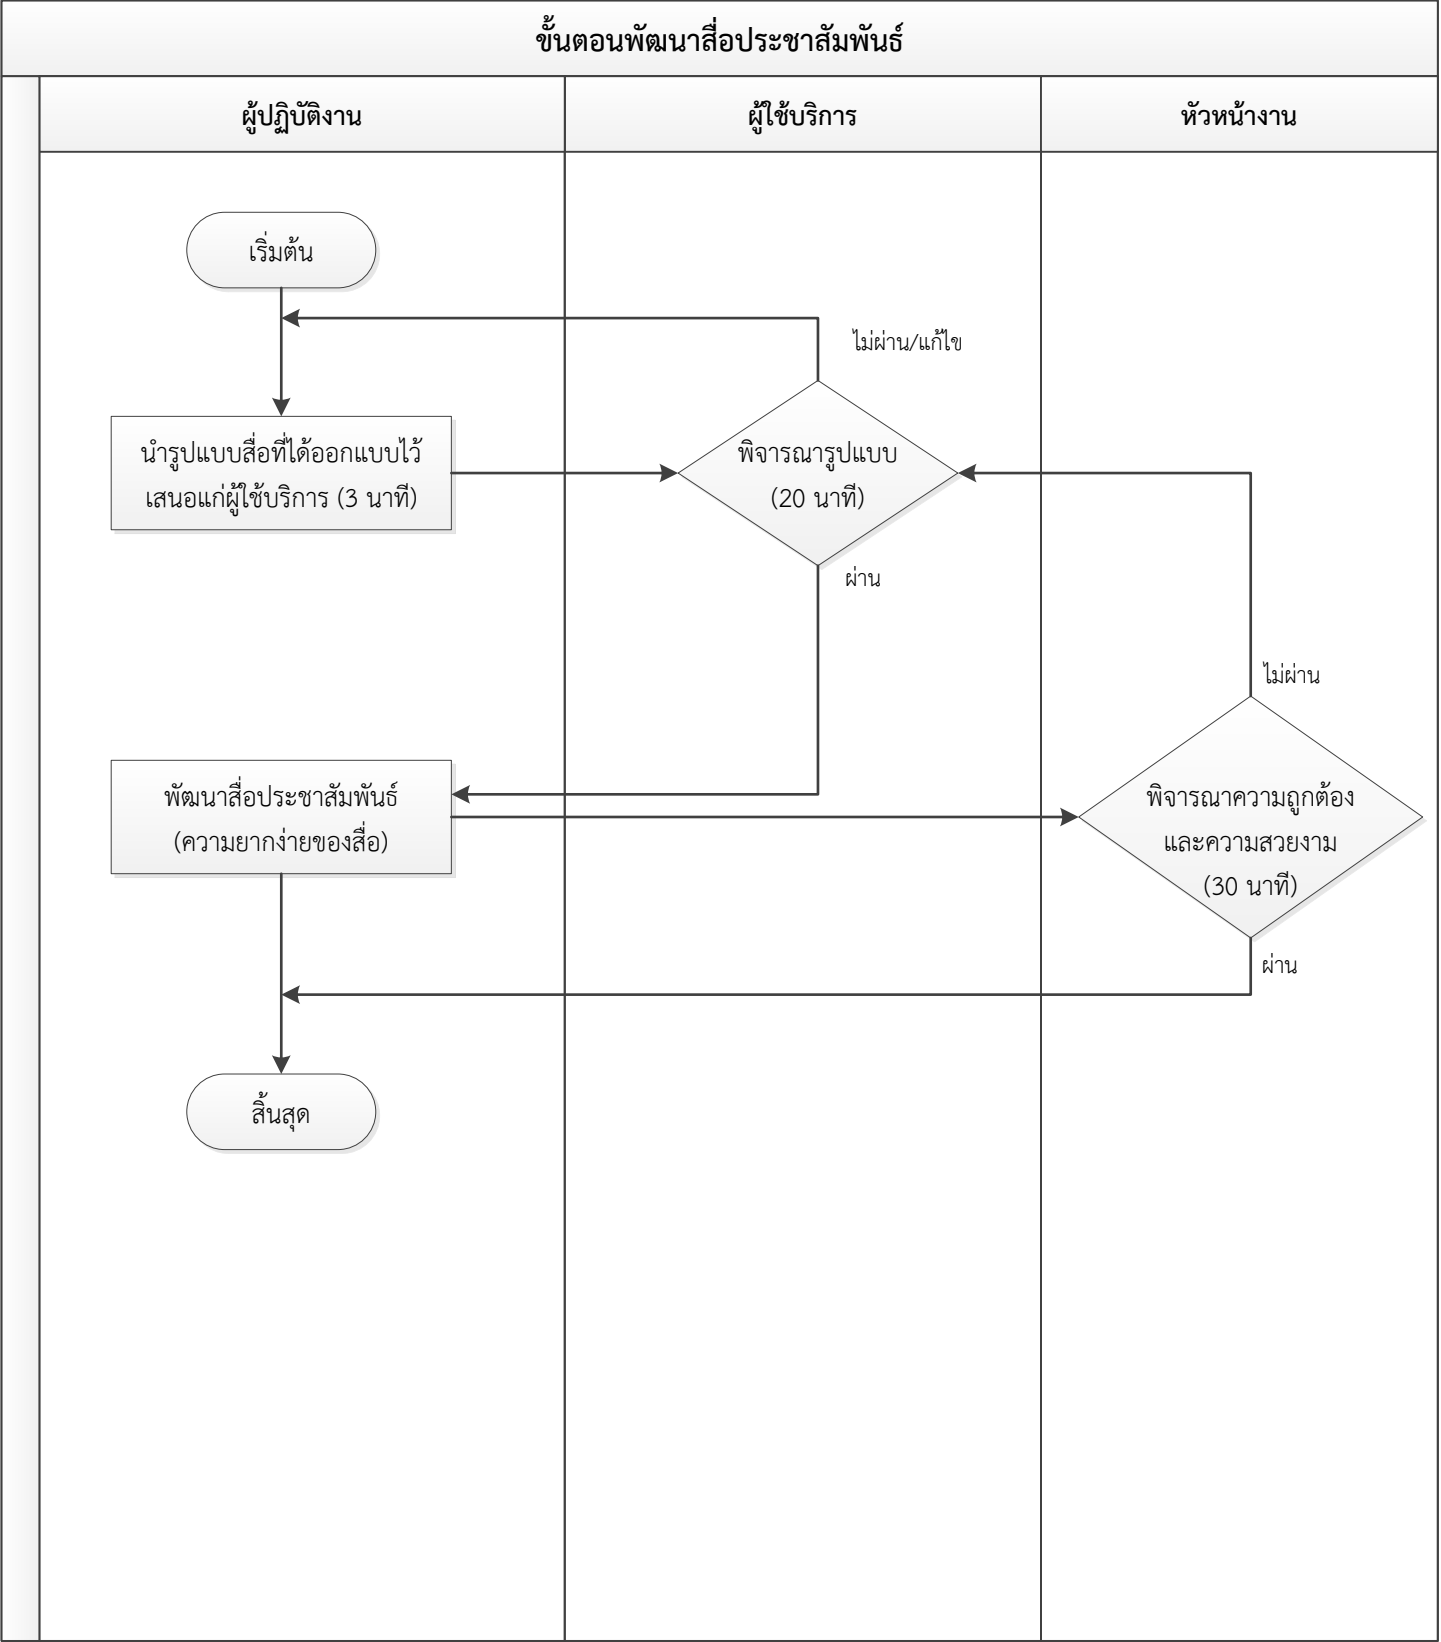 ขั้นตอนพัฒนาสื่อประชาสัมพันธ์
ผู้ปฏิบัติงาน
ผู้ใช้บริการ
หัวหน้างาน
เริ่มต้น
ไม่ผ่าน/แก้ไข
นำรูปแบบสื่อที่ได้ออกแบบไว้
เสนอแก่ผู้ใช้บริการ (3 นาที)
พิจารณารูปแบบ
(20 นาที)
ผ่าน
ไม่ผ่าน
พัฒนาสื่อประชาสัมพันธ์
(ความยากง่ายของสื่อ)
พิจารณาความถูกต้อง
และความสวยงาม
(30 นาที)
ผ่าน
สิ้นสุด